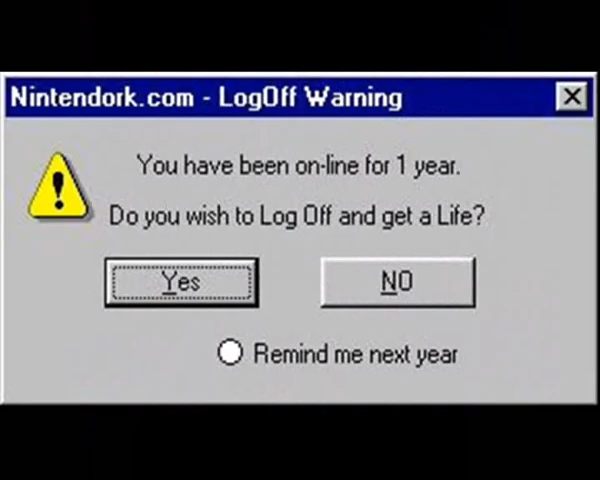 Nintendork.com - LogOff Warning
You have been on-line for 1 year.
Do you wish to Log Off and get a Life?
Yes NO
Remind me next year